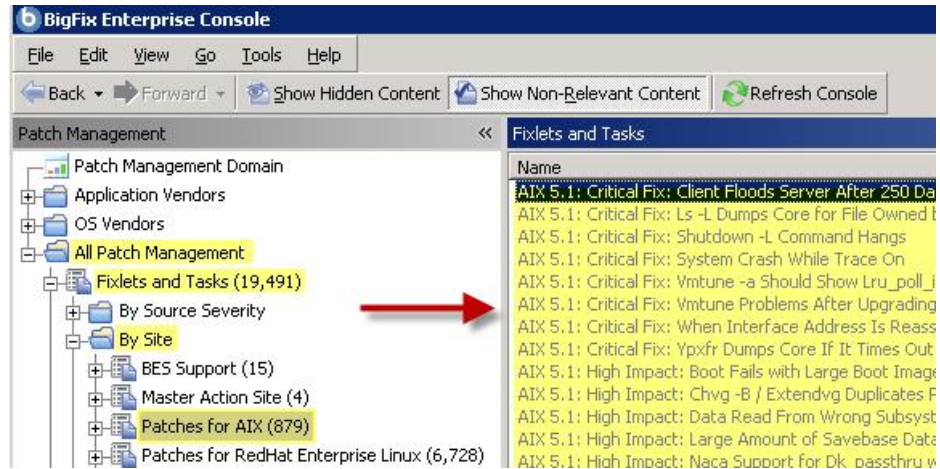 BigFix Enterprise Console
File Edit View Go Tools Help
Back Forward Show Hidden Content Show Non-Relevant Content Refresh Console
Patch Management «
Patch Management Domain
Application Vendors
OS Vendors
All Patch Management
Fixlets and Tasks (19,491)
By Source Severity
By Site
BES Support (15)
Master Action Site (4)
Patches for AIX (879)
Patches for RedHat Enterprise Linux (6,728)
Fixlets and Tasks
Name
AIX 5.1: Critical Fix: Client Floods Server After 250 Da
AIX 5.1: Critical Fix: Ls -L Dumps Core for File Owned
AIX 5.1: Critical Fix: Shutdown -L Command Hangs
AIX 5.1: Critical Fix: System Crash While Trace On
AIX 5.1: Critical Fix: Vmtune -a Should Show Lru_poll_i
AIX 5.1: Critical Fix: Vmtune Problems After Upgrading
AIX 5.1: Critical Fix: When Interface Address Is Reass
AIX 5.1: Critical Fix: Ypxfr Dumps Core If It Times Out
AIX 5.1: High Impact: Boot Fails with Large Boot Image
AIX 5.1: High Impact: Chvg -B / Extendvg Duplicates
AIX 5.1: High Impact: Data Read From Wrong Subsyst
AIX 5.1: High Impact: Large Amount of Savebase Data
AIX 5.1: High Impact: Naca Support for Dk_passthru w